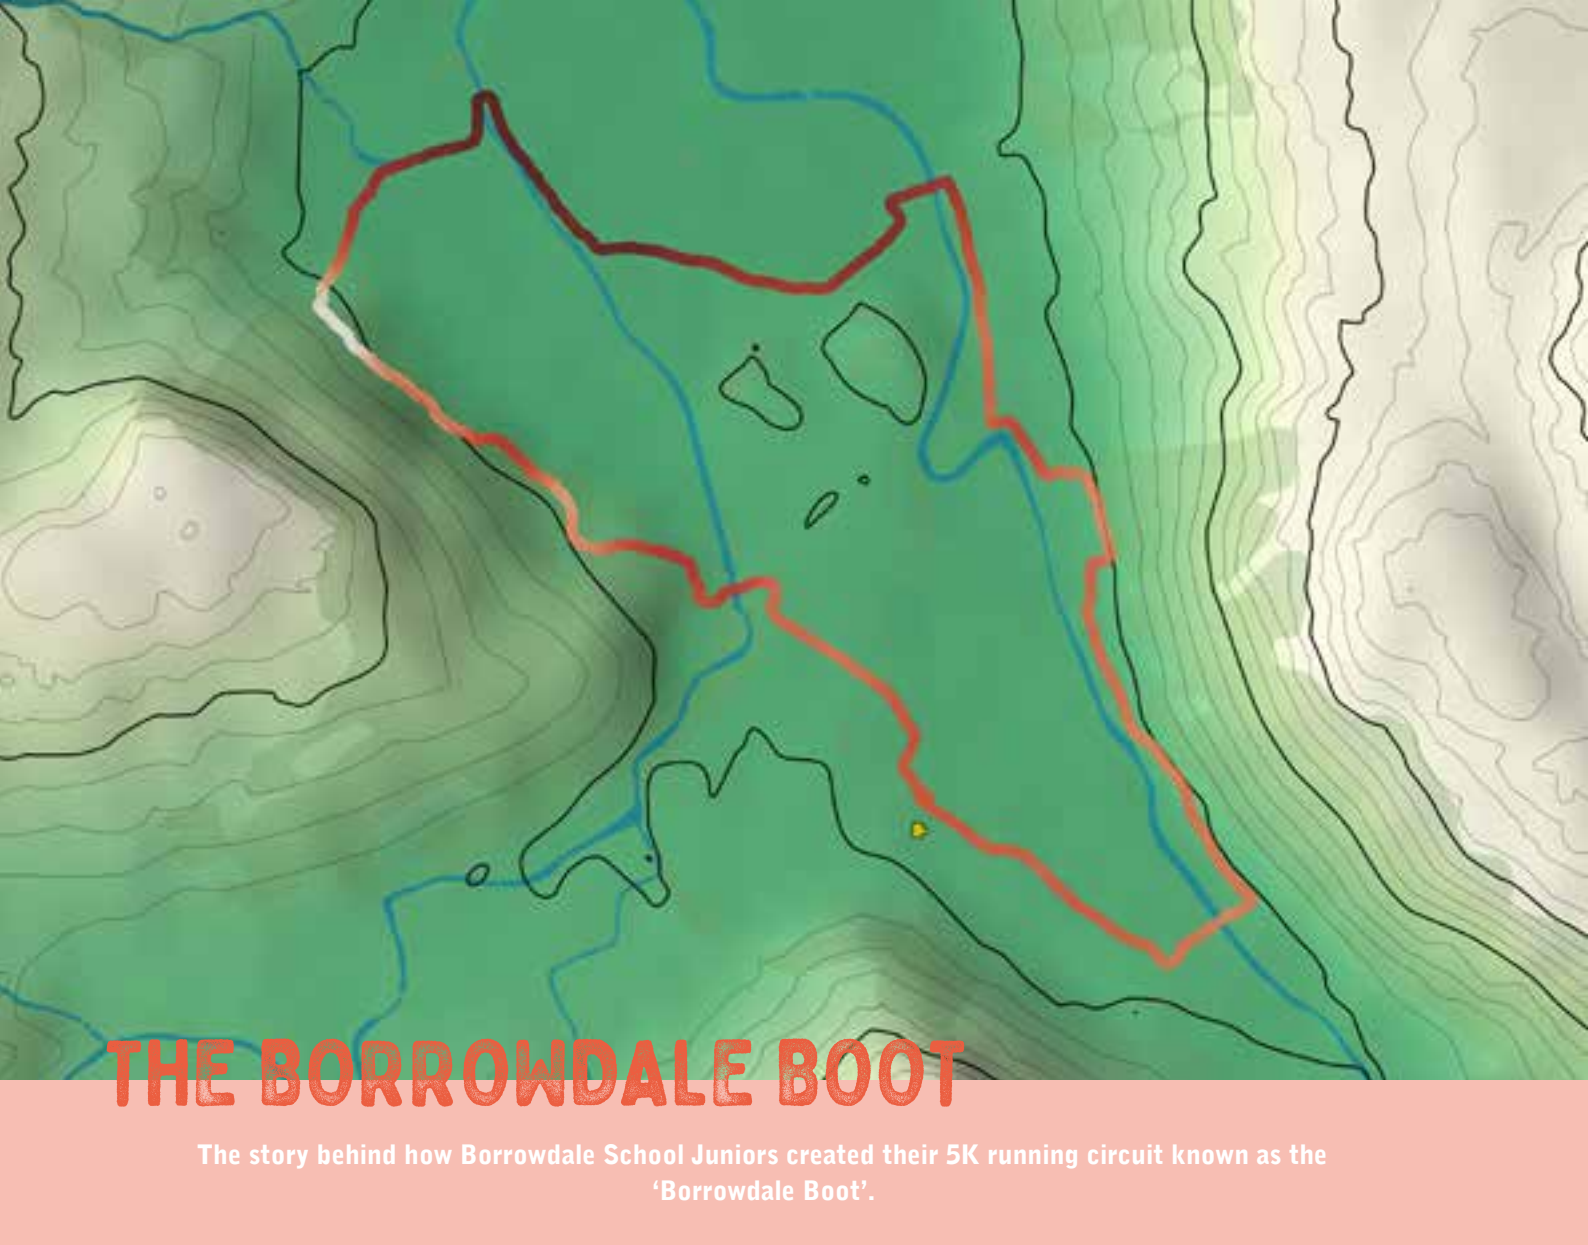 THE BORROWDALE BOOT
The story behind how Borrowdale School Juniors created their 5K running circuit known as the
‘Borrowdale Boot’.